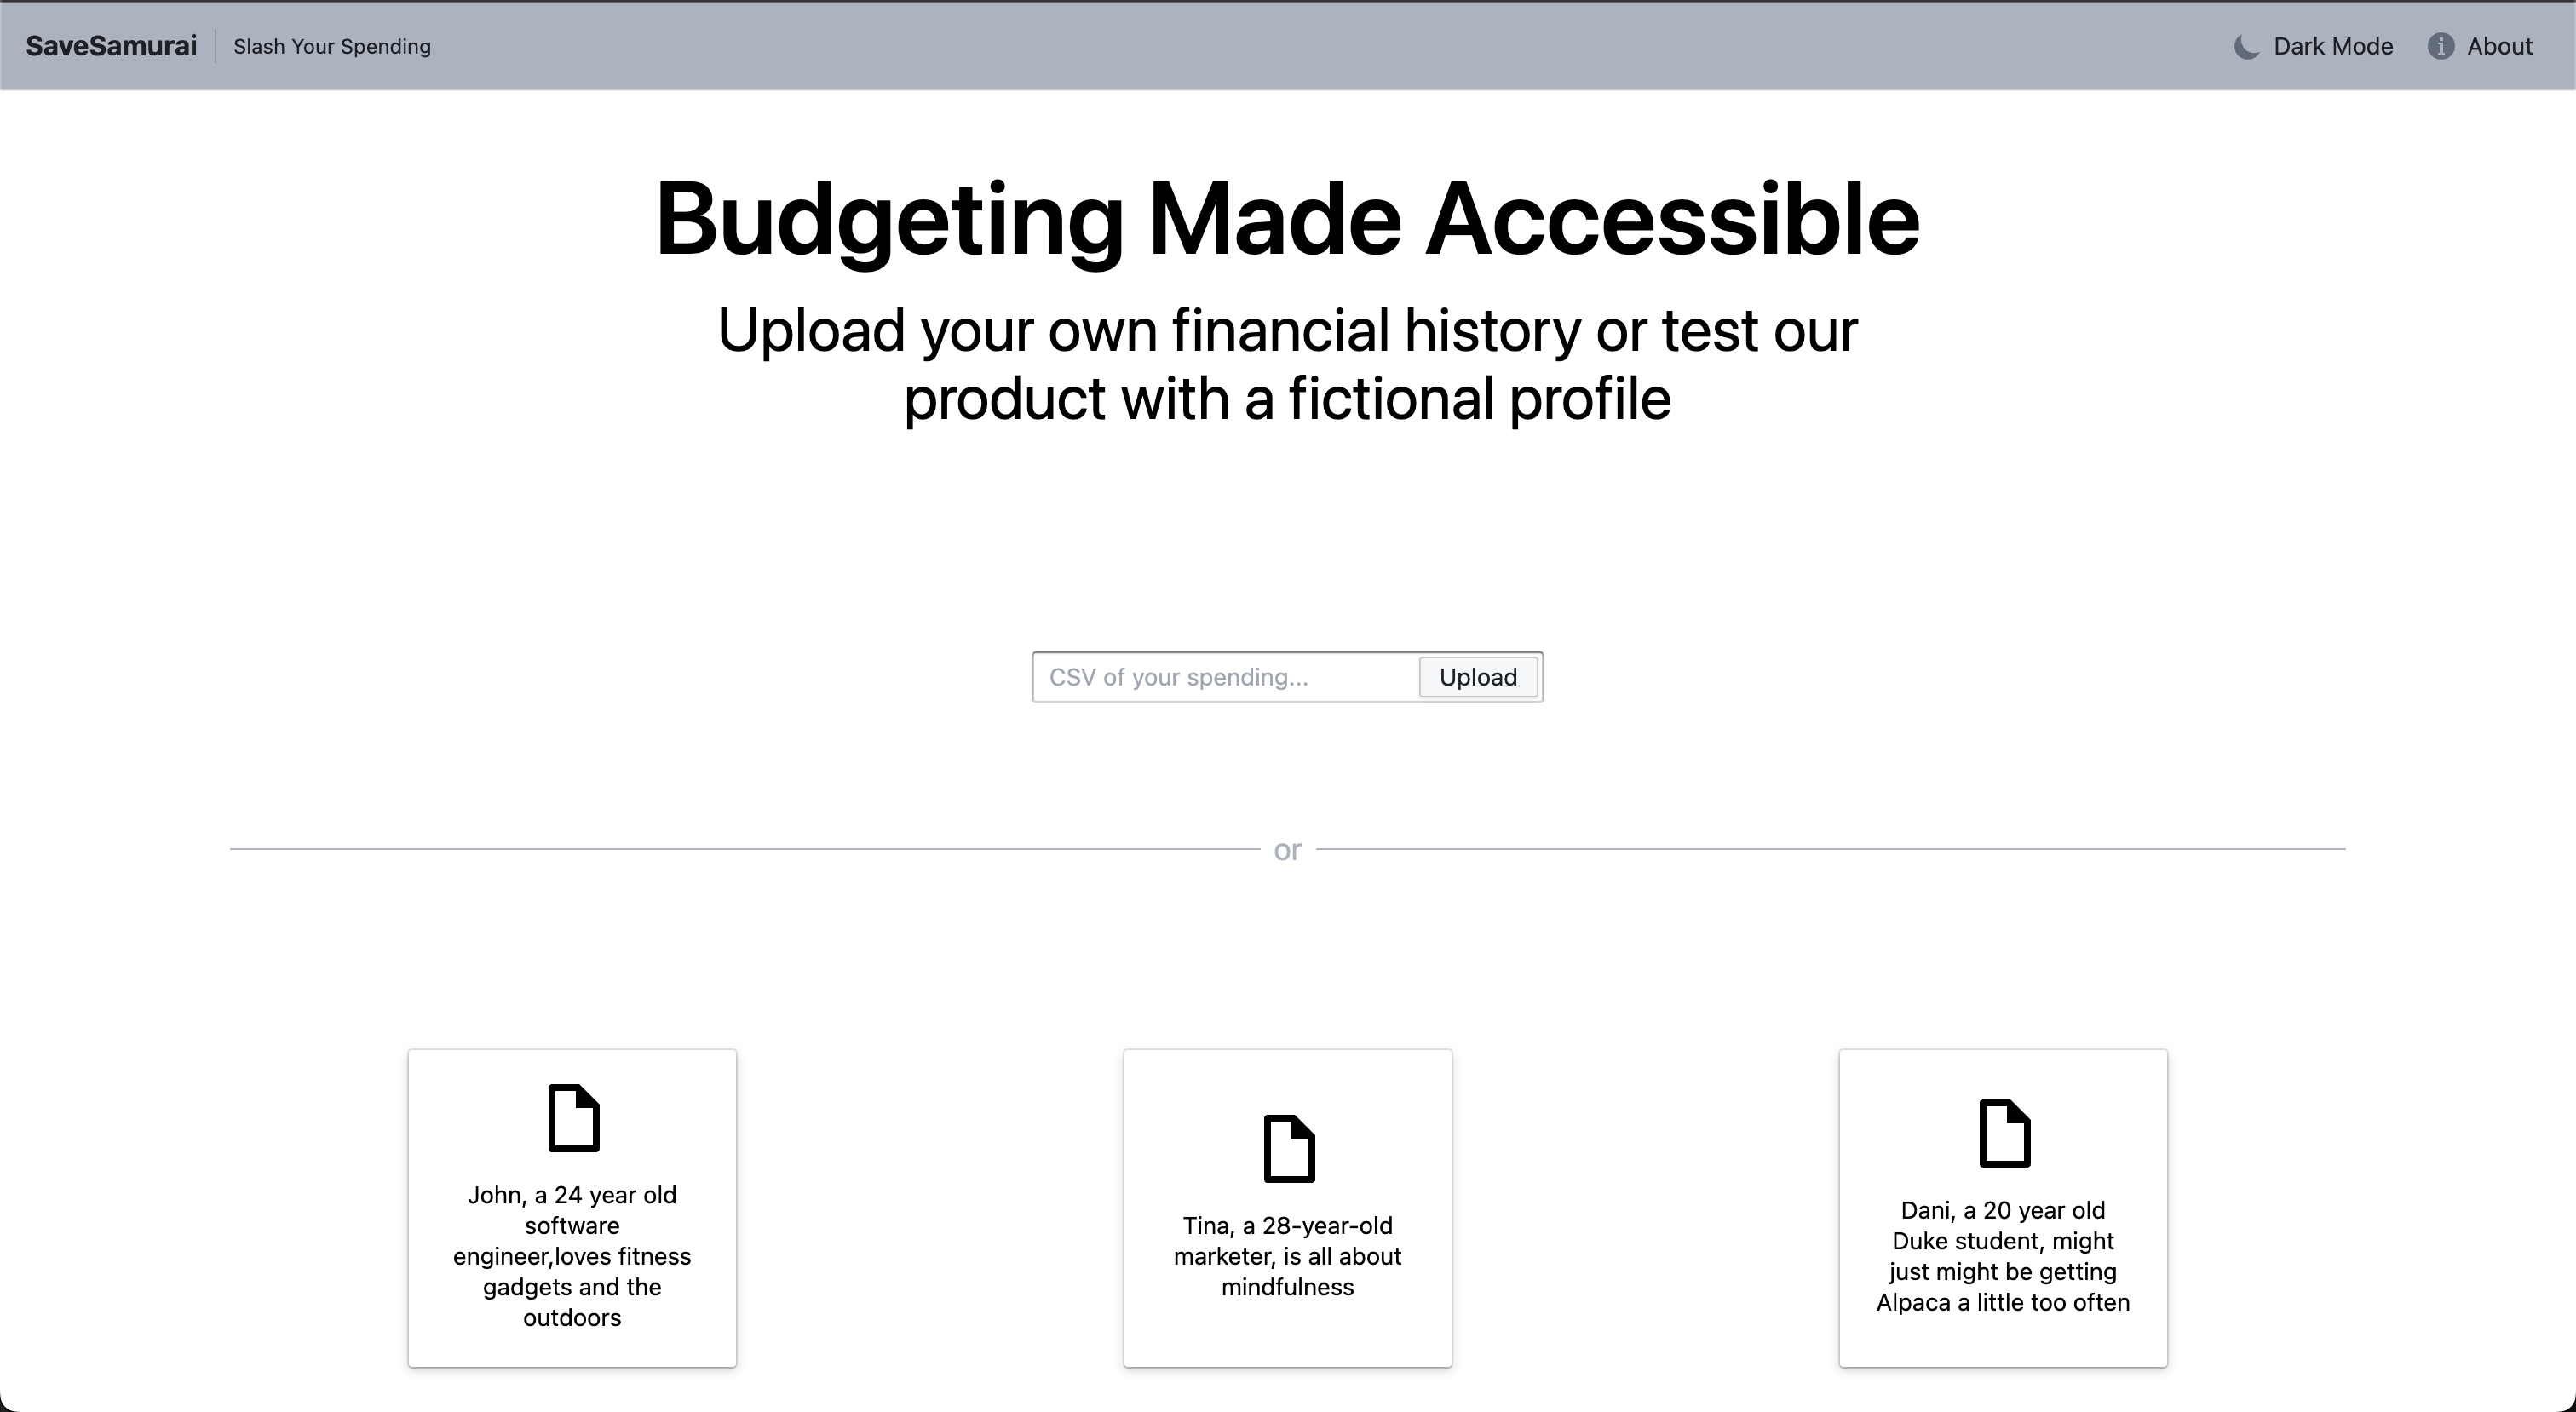 SaveSamurai
Slash Your Spending
Dark Mode
About
Budgeting Made Accessible
Upload your own financial history or test our
product with a fictional profile
CSV of your spending...
Upload
or
John, a 24 year old
software
engineer,loves fitness
gadgets and the
outdoors
Tina, a 28-year-old
marketer, is all about
mindfulness
Dani, a 20 year old
Duke student, might
just might be getting
Alpaca a little too often